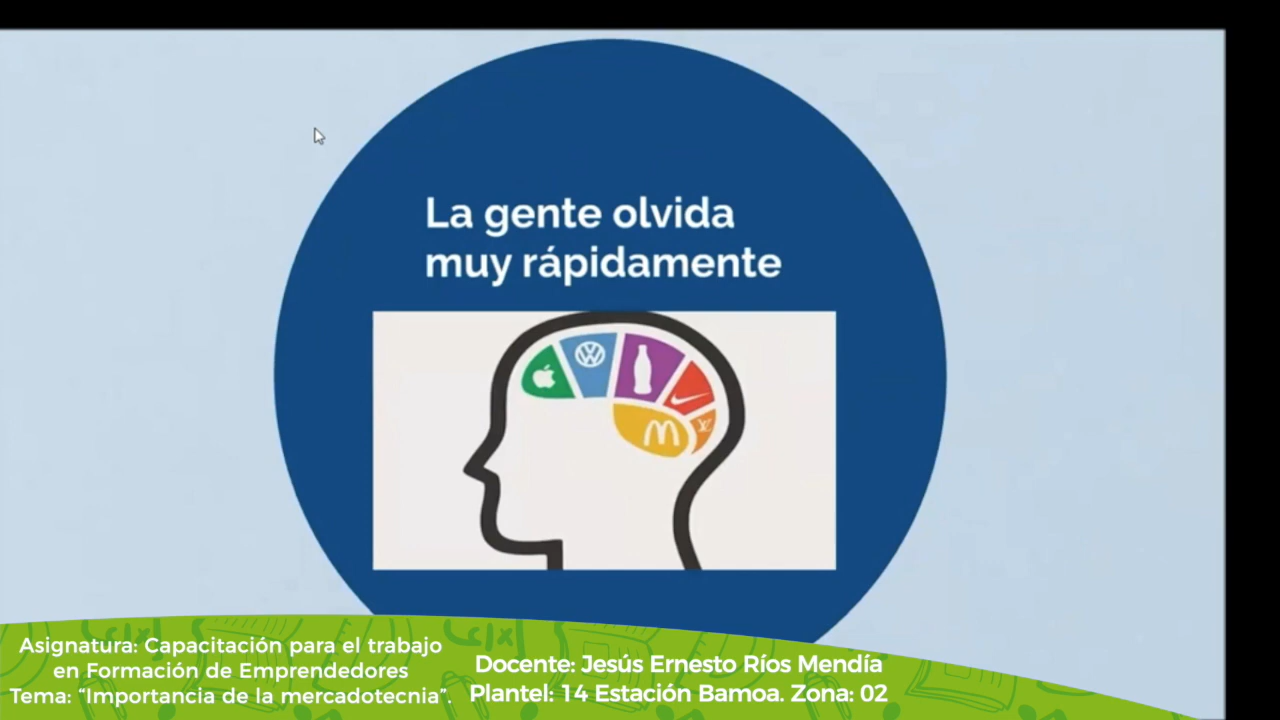 La gente olvida
muy rápidamente
Asignatura: Capacitación para el trabajo
en Formación de Emprendedores
Tema: “Importancia de la mercadotecnia”.
Docente: Jesús Ernesto Ríos Mendía
Plantel: 14 Estación Bamoa. Zona: 02